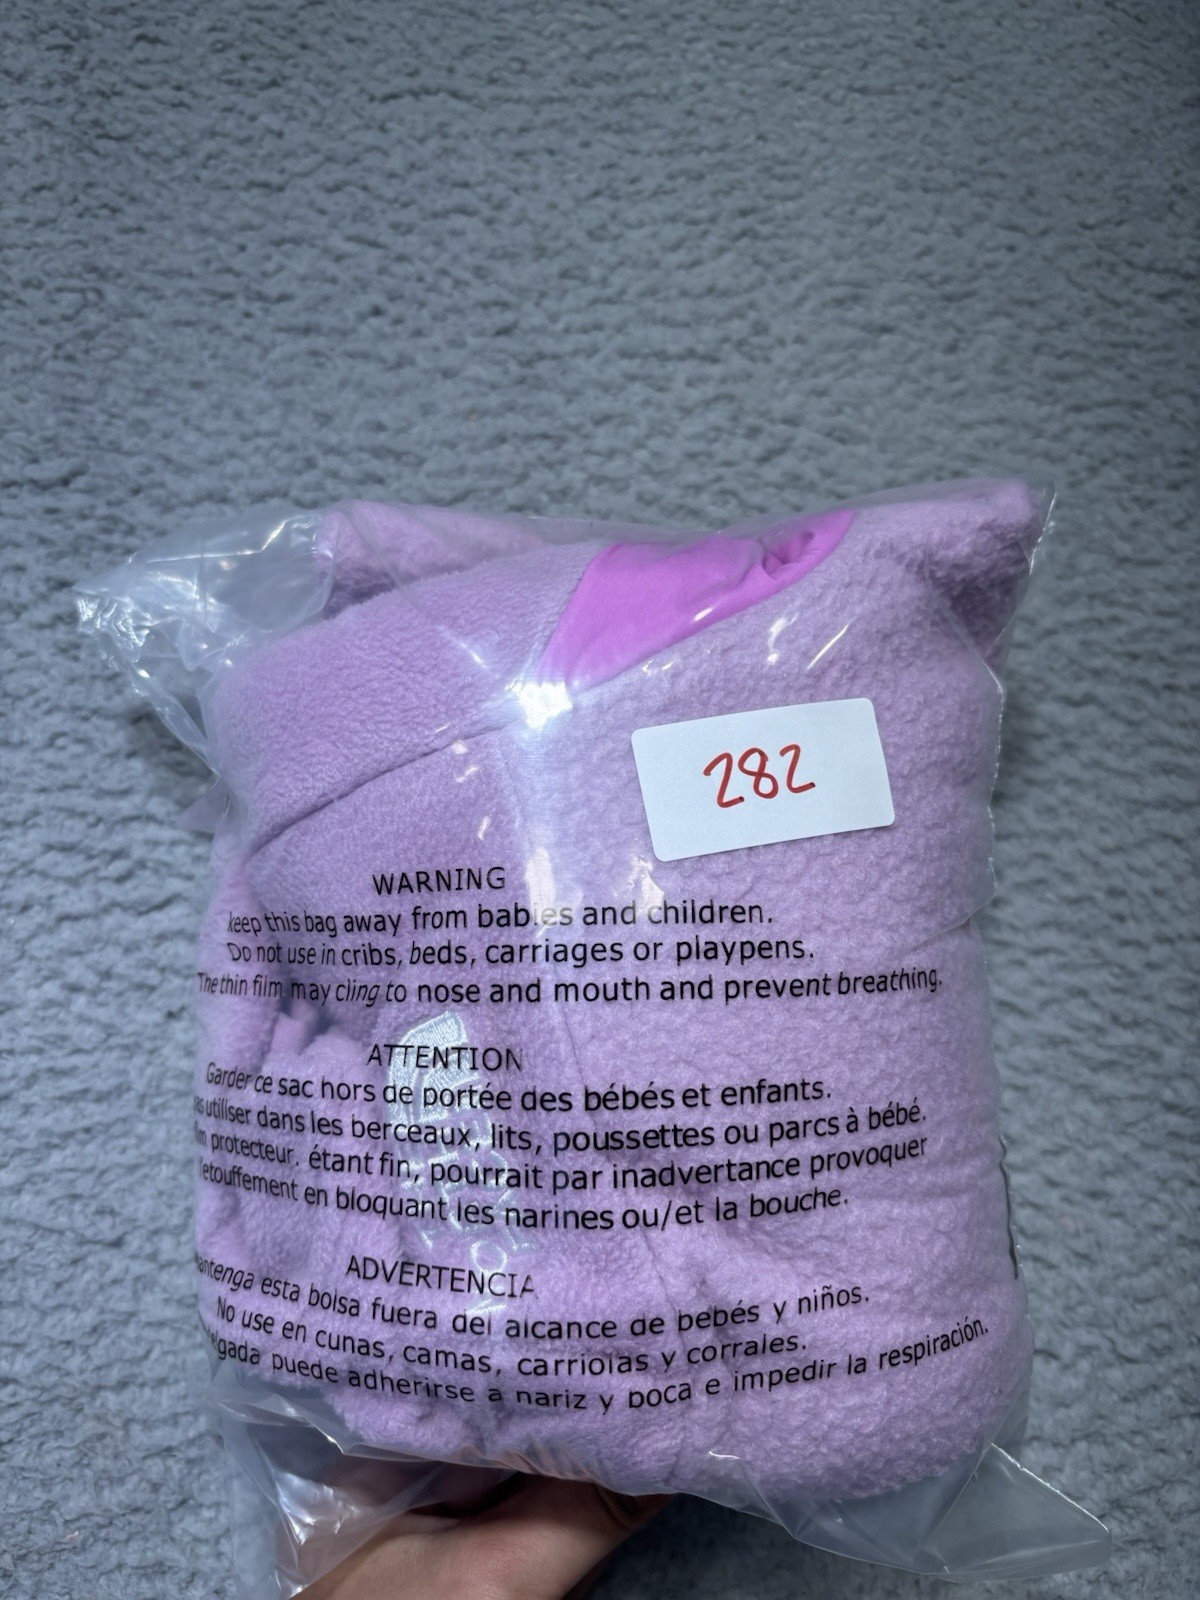 282
WARNING
keep this bag away from babies and children.
Do not use in cribs, beds, carriages or playpens.
The thin film may cling to nose and mouth and prevent breathing.
ATTENTION
Garder ce sac hors de portée des bébés et enfants.
utiliser dans les berceaux, lits, poussettes ou parcs à bébé.
protecteur. étant fin, pourrait par inadvertance provoquer
letouffement en bloquant les narines ou/et la bouche.
ADVERTENCIA
antenga esta bolsa fuera del alcance de bebés y niños.
No use en cunas, camas, carriolas y corrales.
elgada puede adherirse a nariz y boca e impedir la respiración.